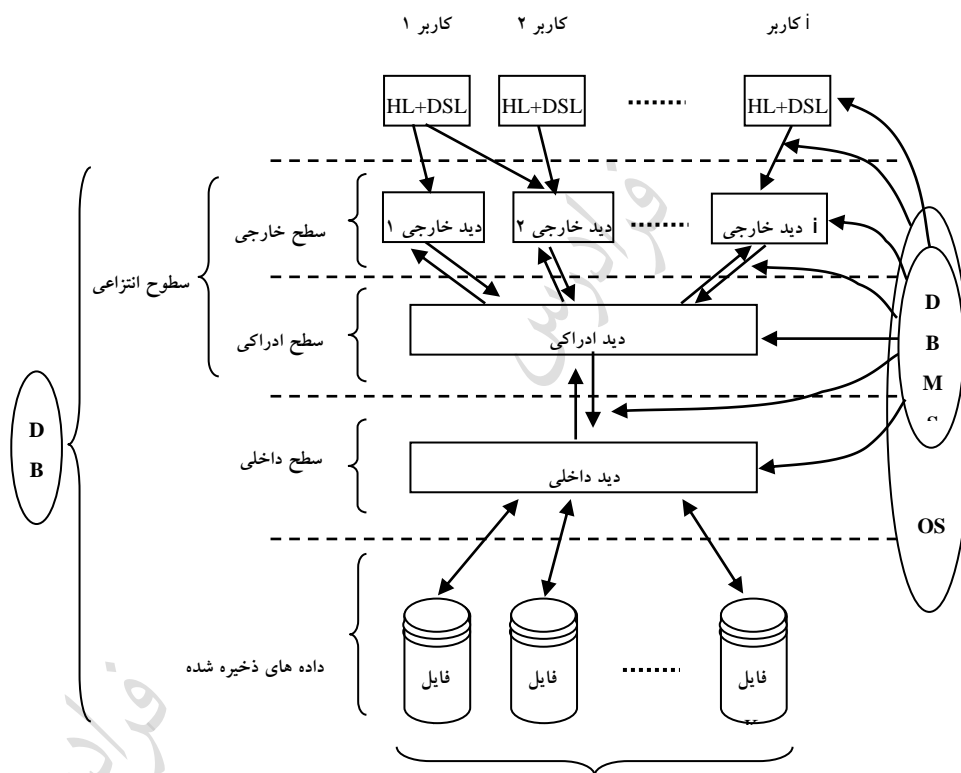 کاربر ۱
کاربر ۲
کاربر i
HL+DSL
HL+DSL
HL+DSL
دید خارجی ۱
دید خارجی ۲
دید خارجی i
سطح خارجی
سطوح انتزاعی
دید ادراکی
سطح ادراکی
دید داخلی
سطح داخلی
D
B
D
B
M
S
OS
داده های ذخیره شده
فایل
فایل
فایل
فرادرس